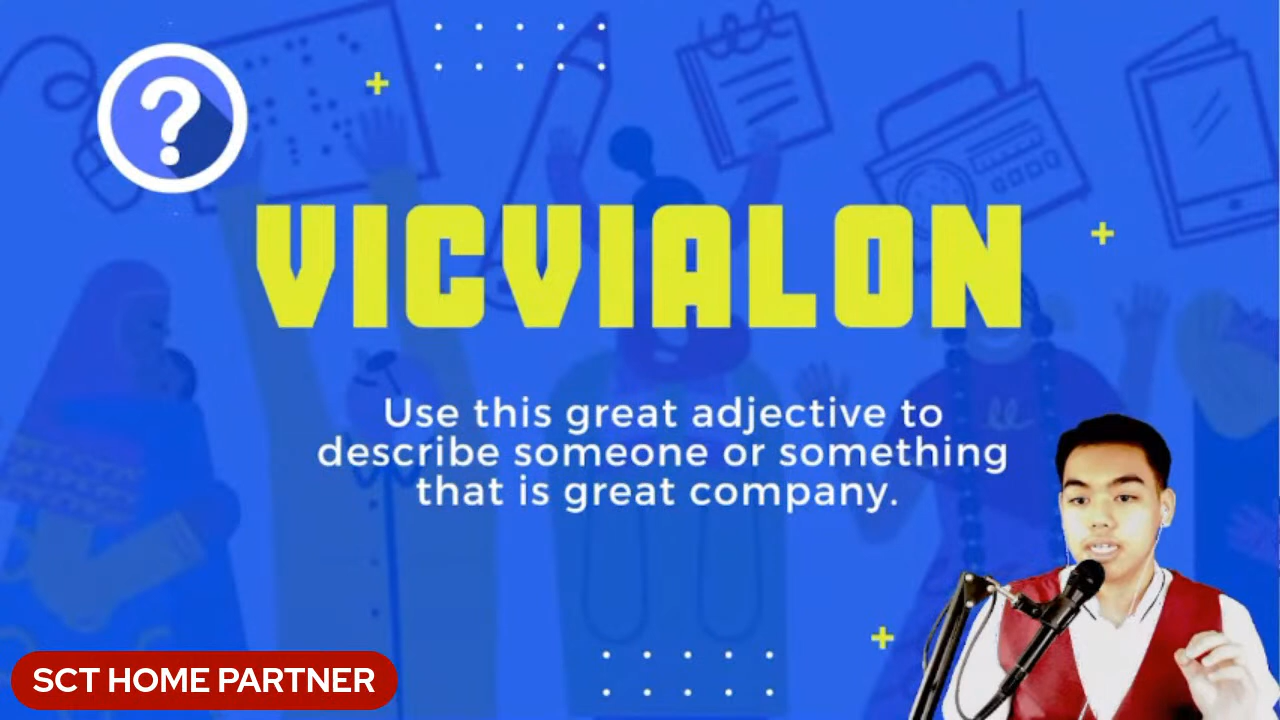 ?
VICVIALON
Use this great adjective to
describe someone or something
that is great company.
SCT HOME PARTNER